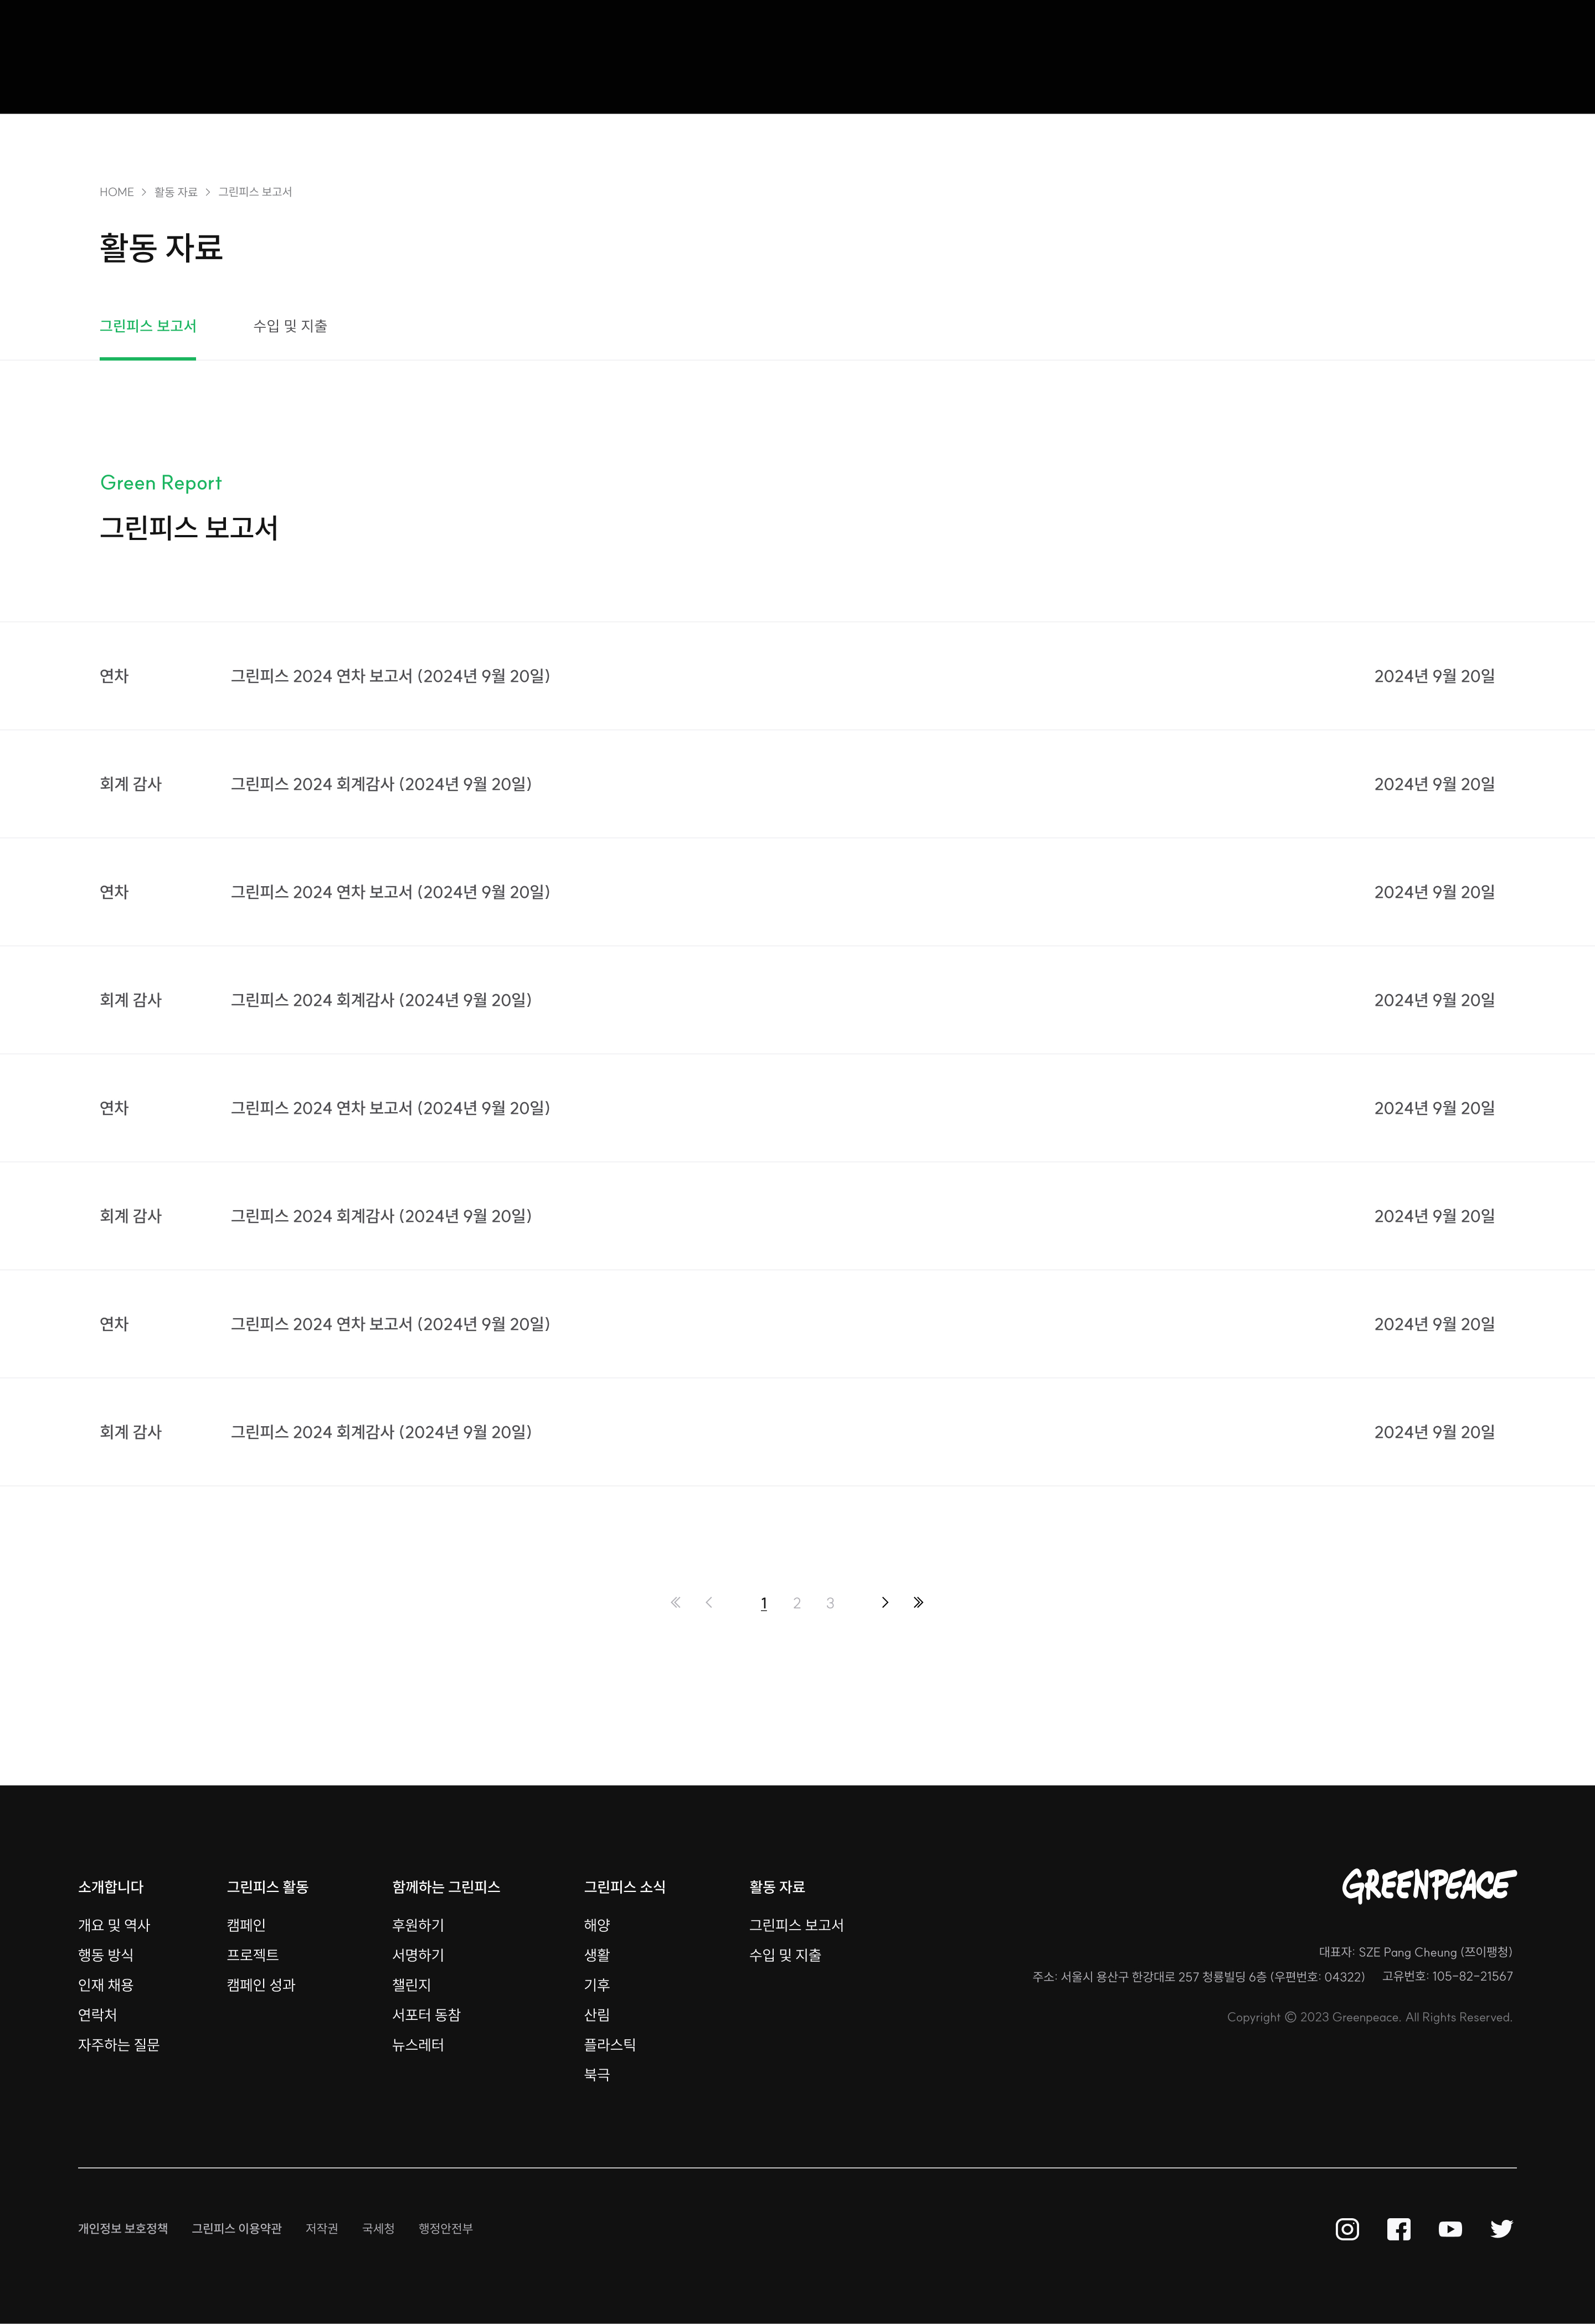 HOME > 활동 자료 > 그린피스 보고서
활동 자료
그린피스 보고서 수입 및 지출
Green Report
그린피스 보고서
연차 그린피스 2024 연차 보고서 (2024년 9월 20일) 2024년 9월 20일
회계 감사 그린피스 2024 회계감사 (2024년 9월 20일) 2024년 9월 20일
연차 그린피스 2024 연차 보고서 (2024년 9월 20일) 2024년 9월 20일
회계 감사 그린피스 2024 회계감사 (2024년 9월 20일) 2024년 9월 20일
연차 그린피스 2024 연차 보고서 (2024년 9월 20일) 2024년 9월 20일
회계 감사 그린피스 2024 회계감사 (2024년 9월 20일) 2024년 9월 20일
연차 그린피스 2024 연차 보고서 (2024년 9월 20일) 2024년 9월 20일
회계 감사 그린피스 2024 회계감사 (2024년 9월 20일) 2024년 9월 20일
1 2 3
소개합니다
개요 및 역사
행동 방식
인재 채용
연락처
자주하는 질문
그린피스 활동
캠페인
프로젝트
캠페인 성과
함께하는 그린피스
후원하기
서명하기
챌린지
서포터 동참
뉴스레터
그린피스 소식
해양
생활
기후
산림
플라스틱
북극
활동 자료
그린피스 보고서
수입 및 지출
GREENPEACE
대표자: SZE Pang Cheung (쯔이팽청)
주소: 서울시 용산구 한강대로 257 청룡빌딩 6층 (우편번호: 04322) 고유번호: 105-82-21567
Copyright © 2023 Greenpeace. All Rights Reserved.
개인정보 보호정책 그린피스 이용약관 저작권 국세청 행정안전부